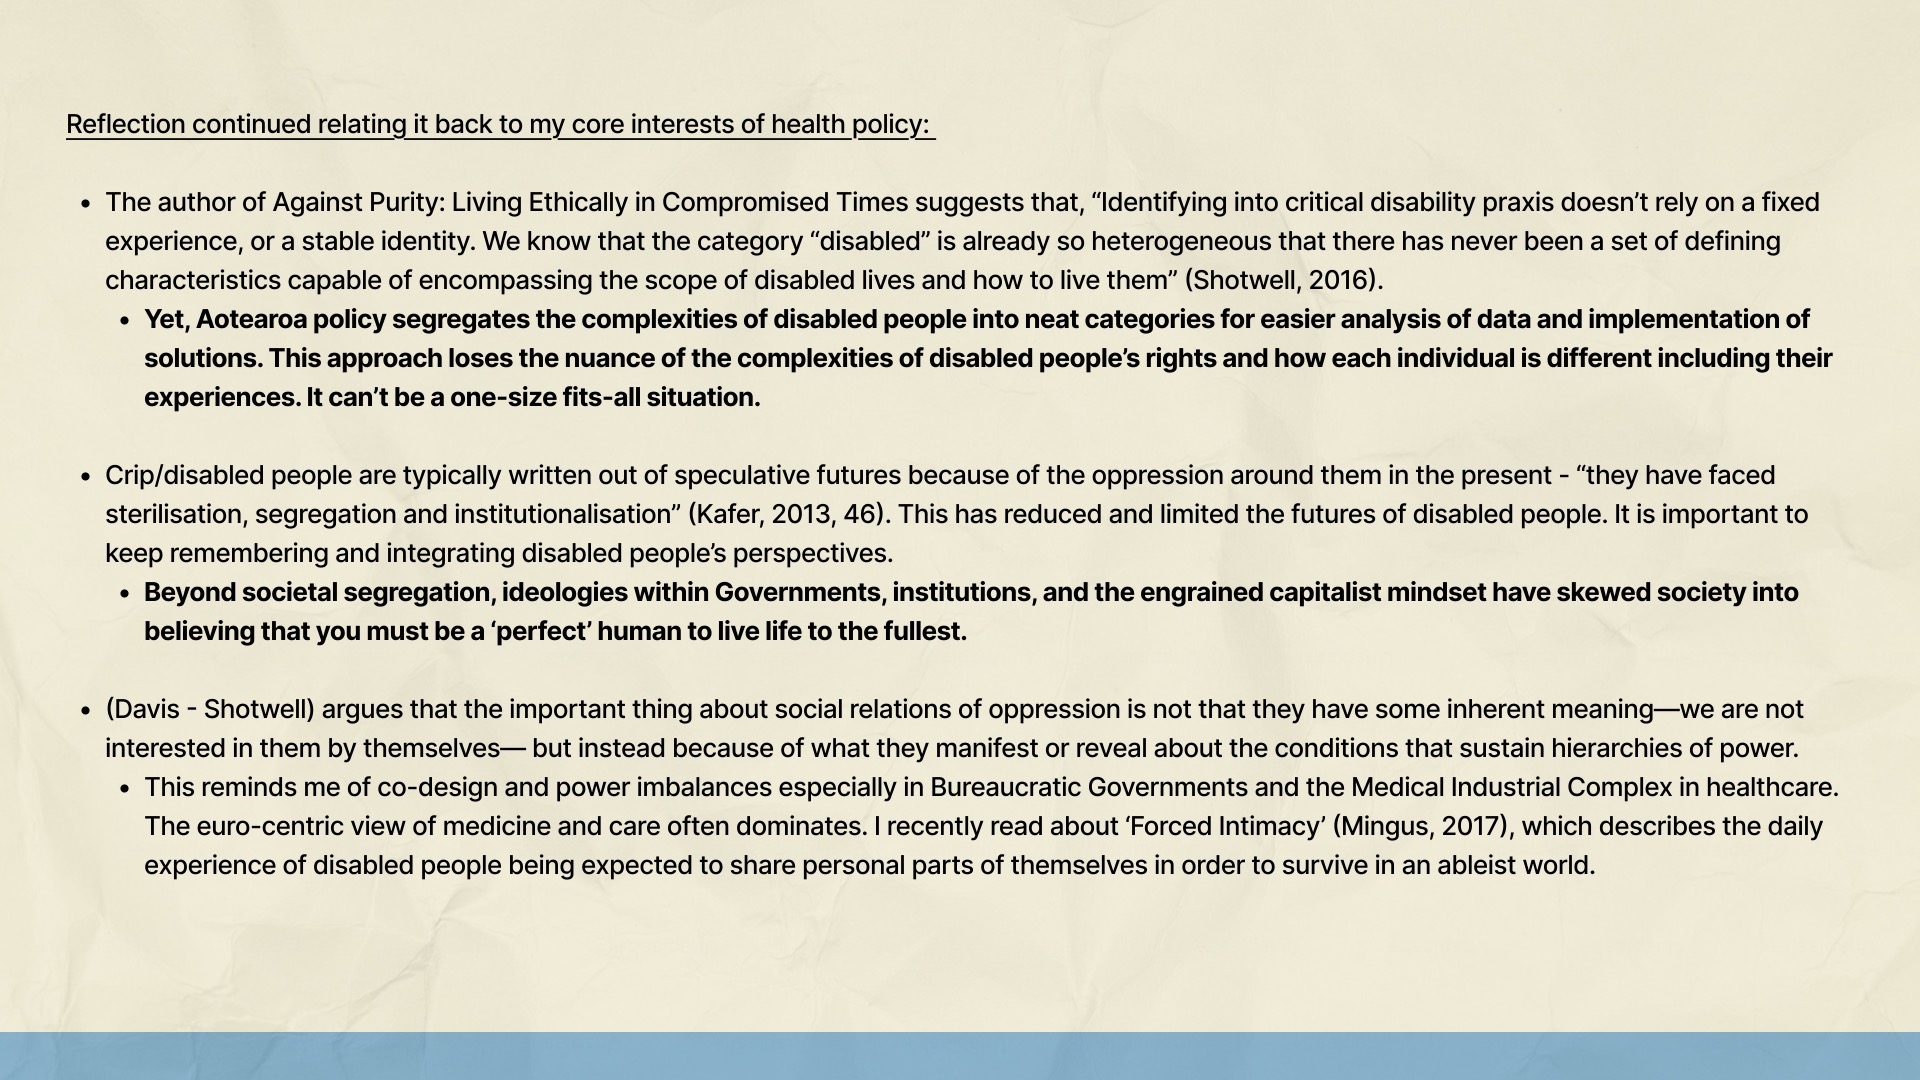 Reflection continued relating it back to my core interests of health policy:
• The author of Against Purity: Living Ethically in Compromised Times suggests that, “Identifying into critical disability praxis doesn’t rely on a fixed
experience, or a stable identity. We know that the category “disabled” is already so heterogeneous that there has never been a set of defining
characteristics capable of encompassing the scope of disabled lives and how to live them” (Shotwell, 2016).
• Yet, Aotearoa policy segregates the complexities of disabled people into neat categories for easier analysis of data and implementation of
solutions. This approach loses the nuance of the complexities of disabled people’s rights and how each individual is different including their
experiences. It can’t be a one-size fits-all situation.
• Crip/disabled people are typically written out of speculative futures because of the oppression around them in the present - “they have faced
sterilisation, segregation and institutionalisation” (Kafer, 2013, 46). This has reduced and limited the futures of disabled people. It is important to
keep remembering and integrating disabled people’s perspectives.
• Beyond societal segregation, ideologies within Governments, institutions, and the engrained capitalist mindset have skewed society into
believing that you must be a ‘perfect’ human to live life to the fullest.
• (Davis - Shotwell) argues that the important thing about social relations of oppression is not that they have some inherent meaning—we are not
interested in them by themselves— but instead because of what they manifest or reveal about the conditions that sustain hierarchies of power.
• This reminds me of co-design and power imbalances especially in Bureaucratic Governments and the Medical Industrial Complex in healthcare.
The euro-centric view of medicine and care often dominates. I recently read about ‘Forced Intimacy’ (Mingus, 2017), which describes the daily
experience of disabled people being expected to share personal parts of themselves in order to survive in an ableist world.